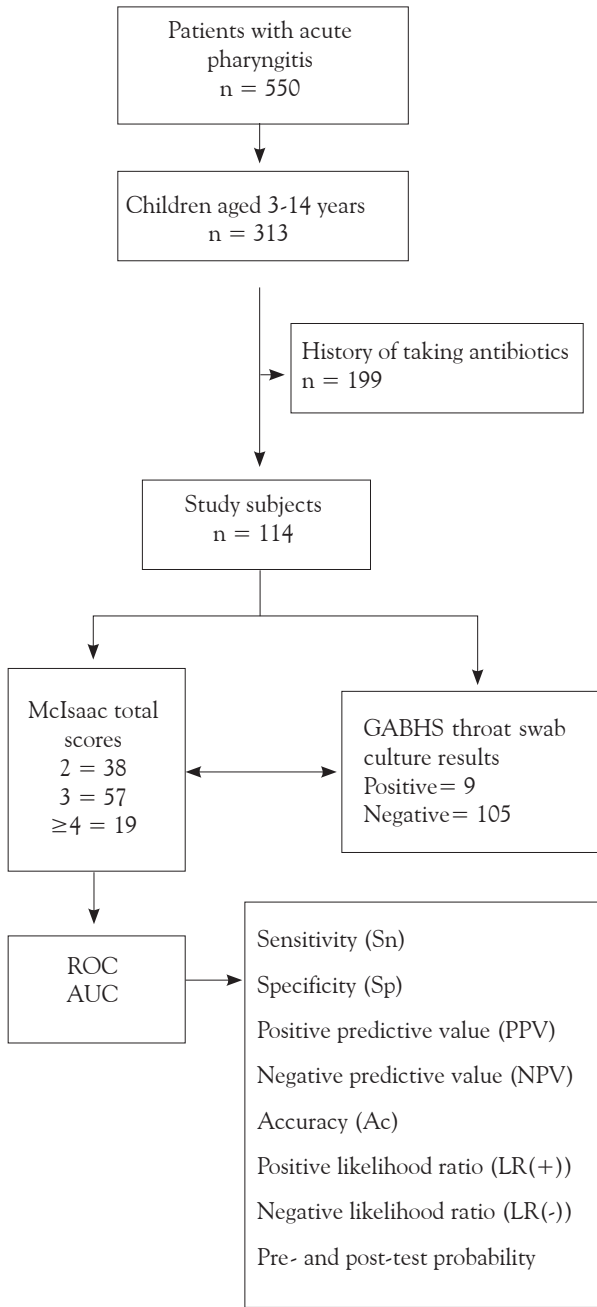 Patients with acute
pharyngitis
n = 550
Children aged 3-14 years
n = 313
History of taking antibiotics
n = 199
Study subjects
n = 114
McIsaac total
scores
2 = 38
3 = 57
≥4 = 19
GABHS throat swab
culture results
Positive= 9
Negative= 105
ROC
AUC
Sensitivity (Sn)
Specificity (Sp)
Positive predictive value (PPV)
Negative predictive value (NPV)
Accuracy (Ac)
Positive likelihood ratio (LR(+))
Negative likelihood ratio (LR(-))
Pre- and post-test probability